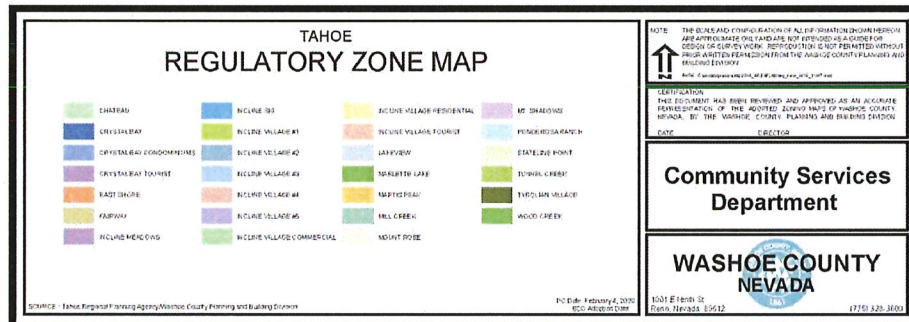 TAHOE
REGULATORY ZONE MAP
CHATEAU
CRYSTAL BAY
CRYSTAL BAY CONDOMINIUMS
CRYSTAL BAY TOURIST
EAST SHORE
FAIRWAY
INCLINE MEADOWS
INCLINE SKI
INCLINE VILLAGE #1
INCLINE VILLAGE #2
INCLINE VILLAGE #3
INCLINE VILLAGE #4
INCLINE VILLAGE #5
INCLINE VILLAGE COMMERCIAL
INCLINE VILLAGE RESIDENTIAL
INCLINE VILLAGE TOURIST
LAKEVIEW
MARLETTE LAKE
MARTIS PEAK
MILL CREEK
MOUNT ROSE
MT. SHADOWS
PONDEROSA RANCH
STATELINE POINT
TUNNEL CREEK
TYROLIAN VILLAGE
WOOD CREEK
SOURCE: Tahoe Regional Planning Agency/Washoe County Planning and Building Division
PC Date: February 4, 2020
BCC Adoption Date:
NOTE: THE SCALE AND CONFIGURATION OF ALL INFORMATION SHOWN HEREON
ARE APPROXIMATE ONLY AND ARE NOT INTENDED AS A GUIDE FOR
DESIGN OR SURVEY WORK. REPRODUCTION IS NOT PERMITTED WITHOUT
PRIOR WRITTEN PERMISSION FROM THE WASHOE COUNTY PLANNING AND
BUILDING DIVISION
N
CERTIFICATION
THIS DOCUMENT HAS BEEN REVIEWED AND APPROVED AS AN ACCURATE
REPRESENTATION OF THE ADOPTED ZONING MAPS OF WASHOE COUNTY,
NEVADA, BY THE WASHOE COUNTY PLANNING AND BUILDING DIVISION
DATE DIRECTOR
Community Services
Department
WASHOE COUNTY
NEVADA
1001 E Ninth St
Reno, Nevada 89512 (775) 328-3600